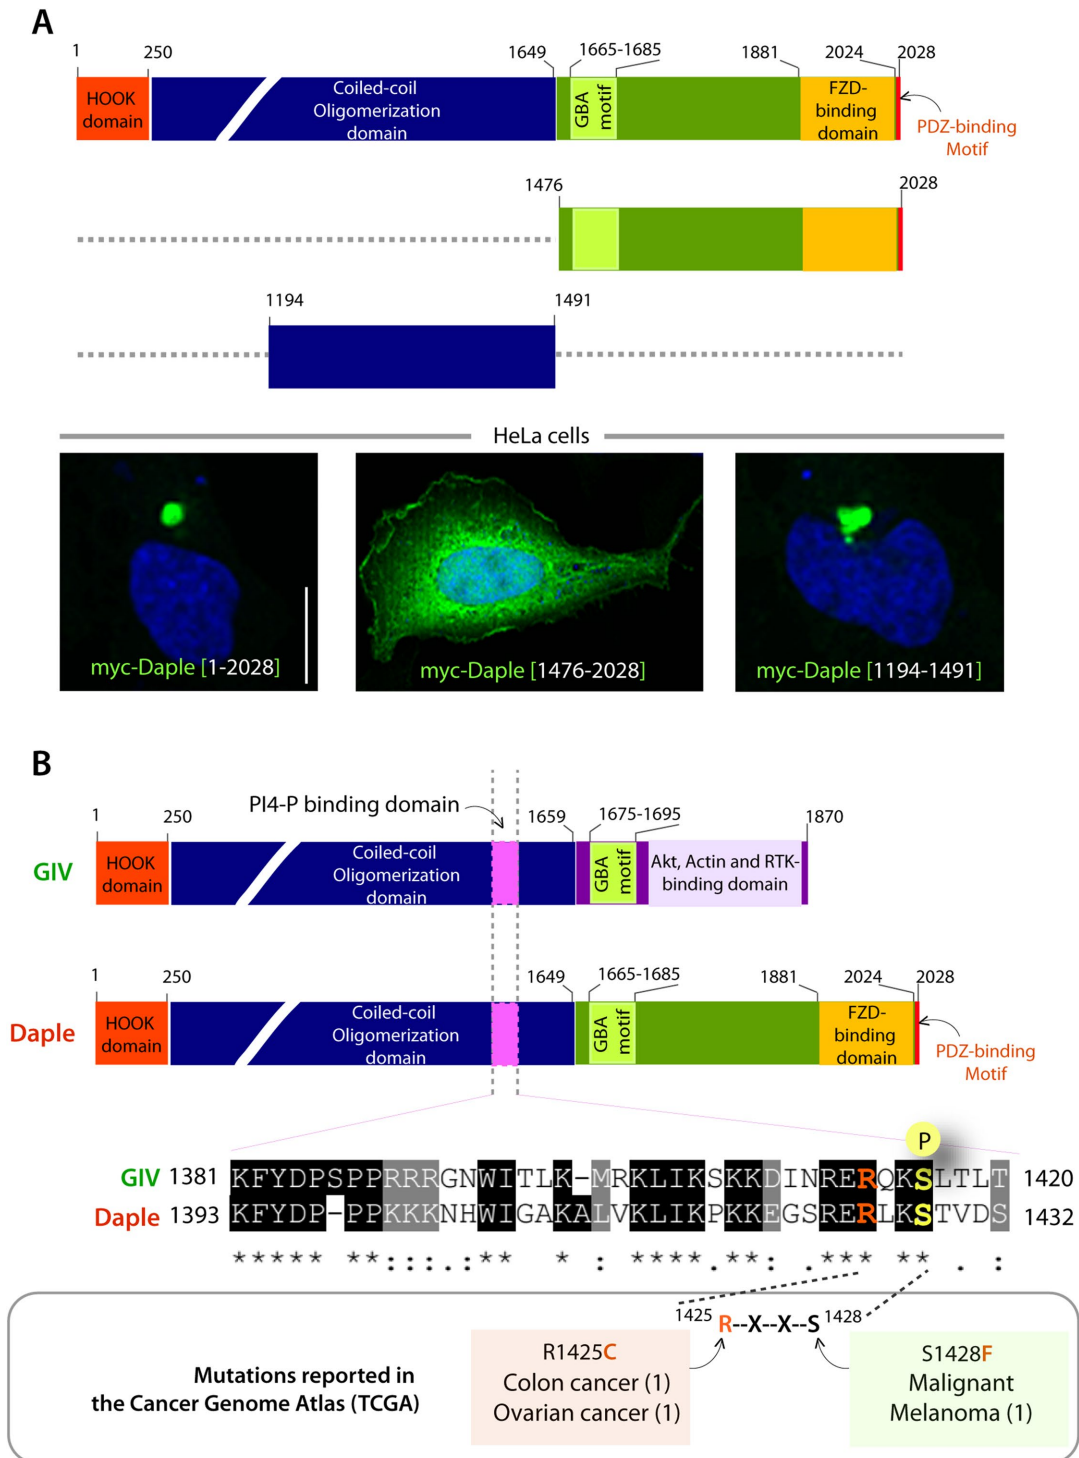 A
1 250 1649 1665-1685 1881 2024 2028
HOOK
domain
Coiled-coil
Oligomerization
domain
GBA
motif
FZD-
binding
domain
PDZ-binding
Motif
1476 2028
1194 1491
HeLa cells
myc-Daple [1-2028]
myc-Daple [1476-2028]
myc-Daple [1194-1491]
B
PI4-P binding domain
1 250 1659 1675-1695 1870
GIV
HOOK
domain
Coiled-coil
Oligomerization
domain
GBA
motif
Akt, Actin and RTK-
binding domain
1 250 1649 1665-1685 1881 2024 2028
Daple
HOOK
domain
Coiled-coil
Oligomerization
domain
GBA
motif
FZD-
binding
domain
PDZ-binding
Motif
P
GIV 1381 KFYDPSPPRRRGNWITLK-MRKLIKSKKDINRERQKSLTLT 1420
Daple 1393 KFYDP-PPKKKNHWIGAKALVKLIKPKKEGSRERLKSTVDS 1432
***** **:::.:** * : ****.**: .*** ** . :
1425 R--X--X--S 1428
Mutations reported in
the Cancer Genome Atlas (TCGA)
R1425C
Colon cancer (1)
Ovarian cancer (1)
S1428F
Malignant
Melanoma (1)